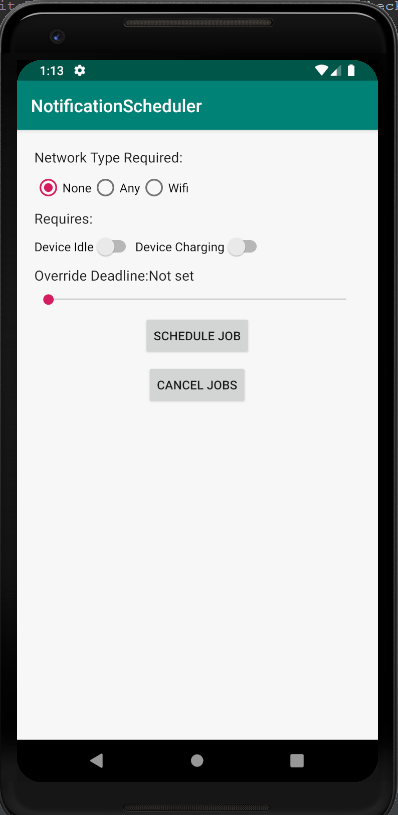 1:13
NotificationScheduler
Network Type Required:
None Any Wifi
Requires:
Device Idle Device Charging
Override Deadline:Not set
SCHEDULE JOB
CANCEL JOBS